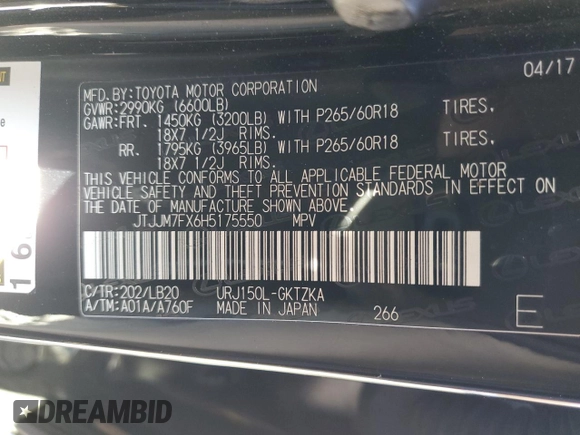 04/17
MFD.BY:TOYOTA MOTOR CORPORATION
GVWR:2990KG (6600LB)
GAWR:FRT. 1450KG (3200LB) WITH P265/60R18 TIRES,
18X7 1/2J RIMS.
RR. 1795KG (3965LB) WITH P265/60R18 TIRES,
18X7 1/2J RIMS.
THIS VEHICLE CONFORMS TO ALL APPLICABLE FEDERAL MOTOR
VEHICLE SAFETY AND THEFT PREVENTION STANDARDS IN EFFECT ON
THE DATE OF MANUFACTURE SHOWN ABOVE.
JTJJM7FX6H5175550 MPV
C/TR:202/LB20 URJ150L-GKTZKA
A/TM:A01A/A760F MADE IN JAPAN 266 E
LEXUS
16
DREAMBID